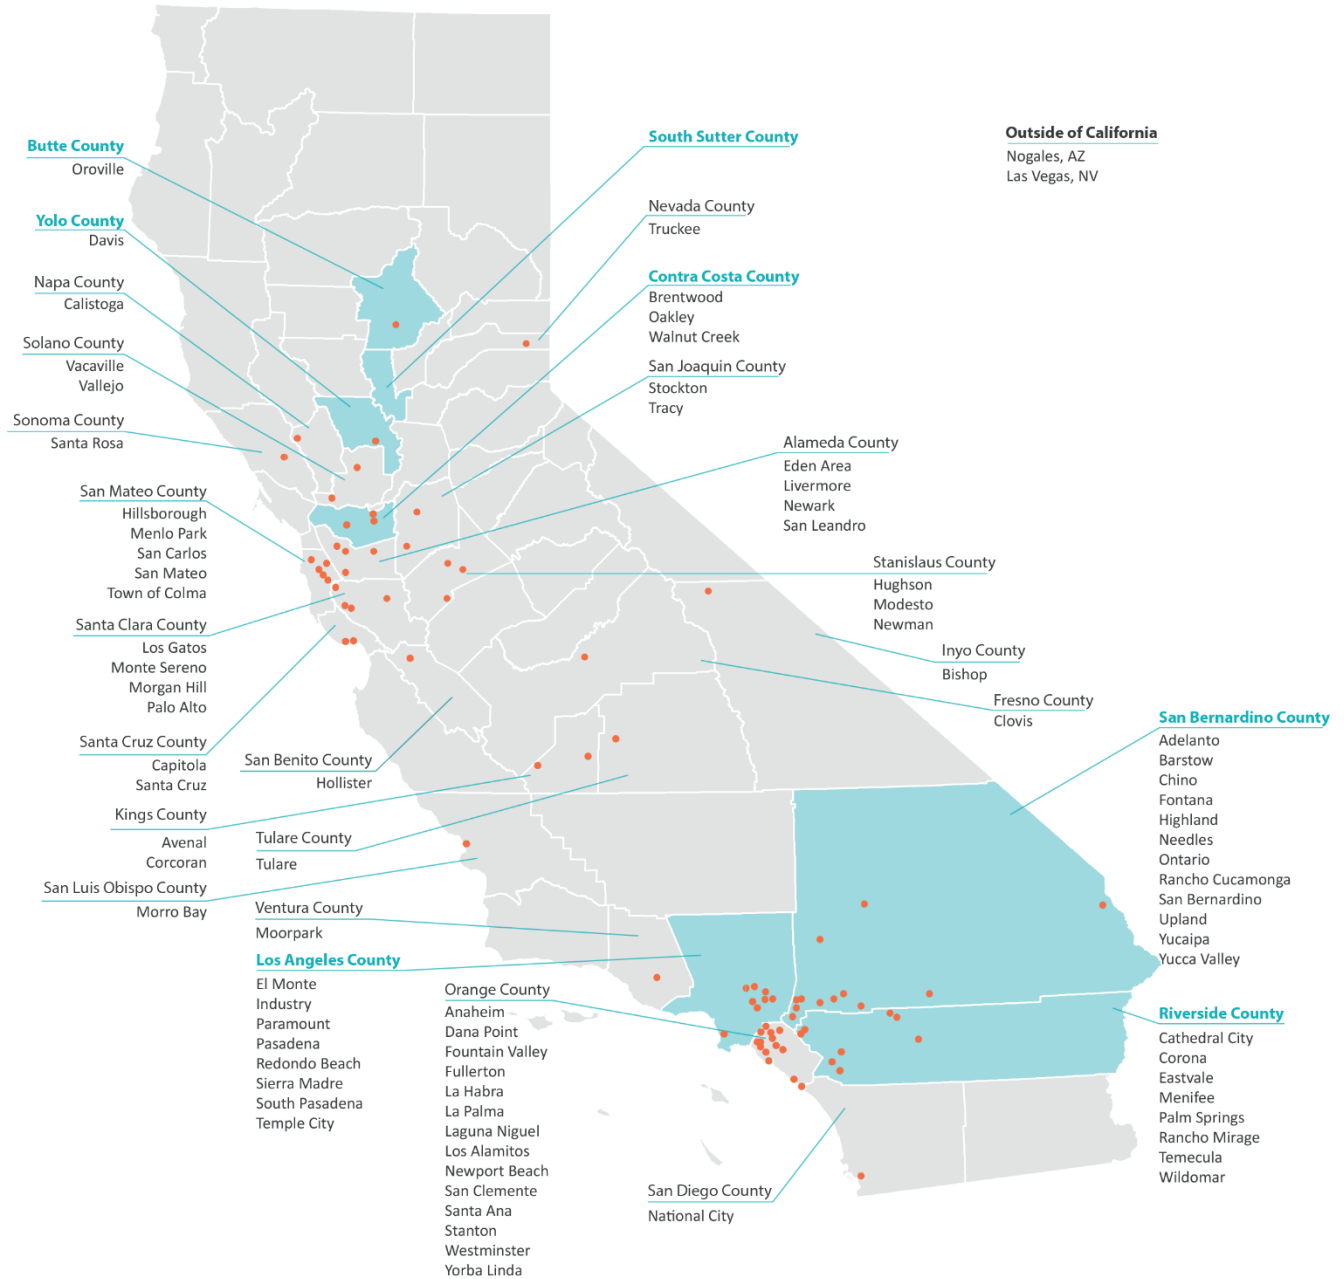 Butte County
Oroville
Yolo County
Davis
Napa County
Calistoga
Solano County
Vacaville
Vallejo
Sonoma County
Santa Rosa
San Mateo County
Hillsborough
Menlo Park
San Carlos
San Mateo
Town of Colma
Santa Clara County
Los Gatos
Monte Sereno
Morgan Hill
Palo Alto
Santa Cruz County
Capitola
Santa Cruz
Kings County
Avenal
Corcoran
San Luis Obispo County
Morro Bay
San Benito County
Hollister
Tulare County
Tulare
Ventura County
Moorpark
Los Angeles County
El Monte
Industry
Paramount
Pasadena
Redondo Beach
Sierra Madre
South Pasadena
Temple City
Orange County
Anaheim
Dana Point
Fountain Valley
Fullerton
La Habra
La Palma
Laguna Niguel
Los Alamitos
Newport Beach
San Clemente
Santa Ana
Stanton
Westminster
Yorba Linda
South Sutter County
Nevada County
Truckee
Contra Costa County
Brentwood
Oakley
Walnut Creek
San Joaquin County
Stockton
Tracy
Alameda County
Eden Area
Livermore
Newark
San Leandro
Stanislaus County
Hughson
Modesto
Newman
Inyo County
Bishop
Fresno County
Clovis
San Diego County
National City
Outside of California
Nogales, AZ
Las Vegas, NV
San Bernardino County
Adelanto
Barstow
Chino
Fontana
Highland
Needles
Ontario
Rancho Cucamonga
San Bernardino
Upland
Yucaipa
Yucca Valley
Riverside County
Cathedral City
Corona
Eastvale
Menifee
Palm Springs
Rancho Mirage
Temecula
Wildomar